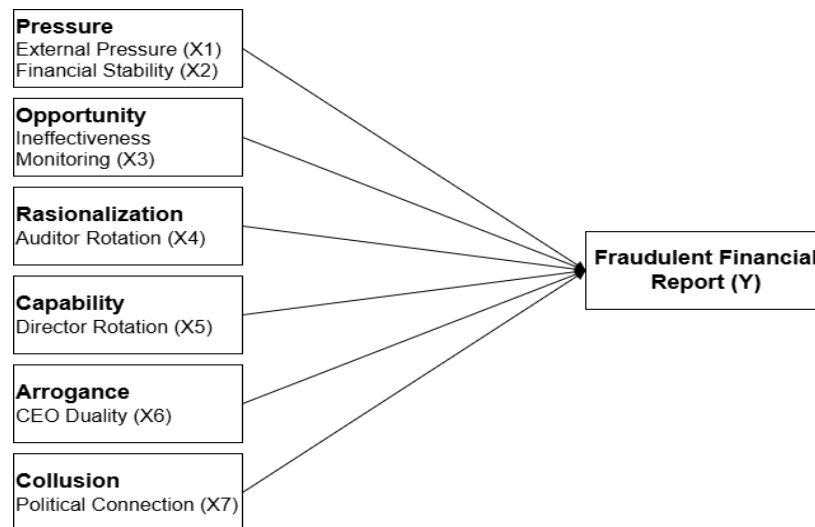 Pressure
External Pressure (X1)
Financial Stability (X2)
Opportunity
Ineffectiveness
Monitoring (X3)
Rasionalization
Auditor Rotation (X4)
Capability
Director Rotation (X5)
Arrogance
CEO Duality (X6)
Collusion
Political Connection (X7)
Fraudulent Financial
Report (Y)